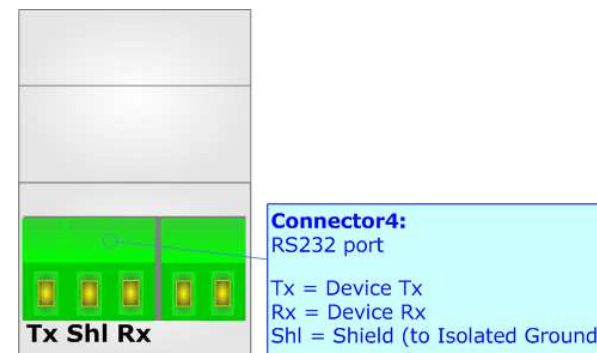 Connector4:
RS232 port
Tx = Device Tx
Rx = Device Rx
Shl = Shield (to Isolated Ground
Tx Shl Rx